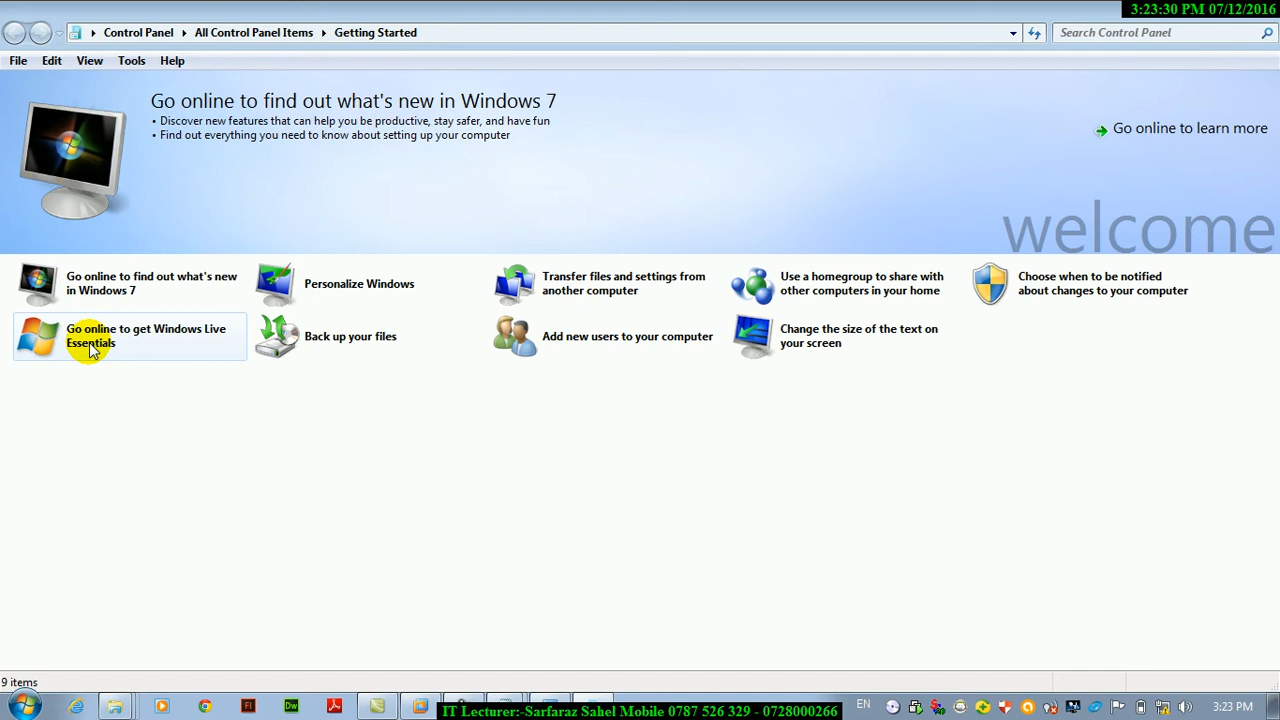 3:23:30 PM 07/12/2016
Control Panel All Control Panel Items Getting Started
Search Control Panel
File Edit View Tools Help
Go online to find out what's new in Windows 7
• Discover new features that can help you be productive, stay safer, and have fun
• Find out everything you need to know about setting up your computer
Go online to learn more
welcome
Go online to find out what's new
in Windows 7
Personalize Windows
Transfer files and settings from
another computer
Use a homegroup to share with
other computers in your home
Choose when to be notified
about changes to your computer
Go online to get Windows Live
Essentials
Back up your files
Add new users to your computer
Change the size of the text on
your screen
9 items
Fl
Dw
IT Lecturer:-Sarfaraz Sahel Mobile 0787 526 329 - 0728000266
EN
3:23 PM